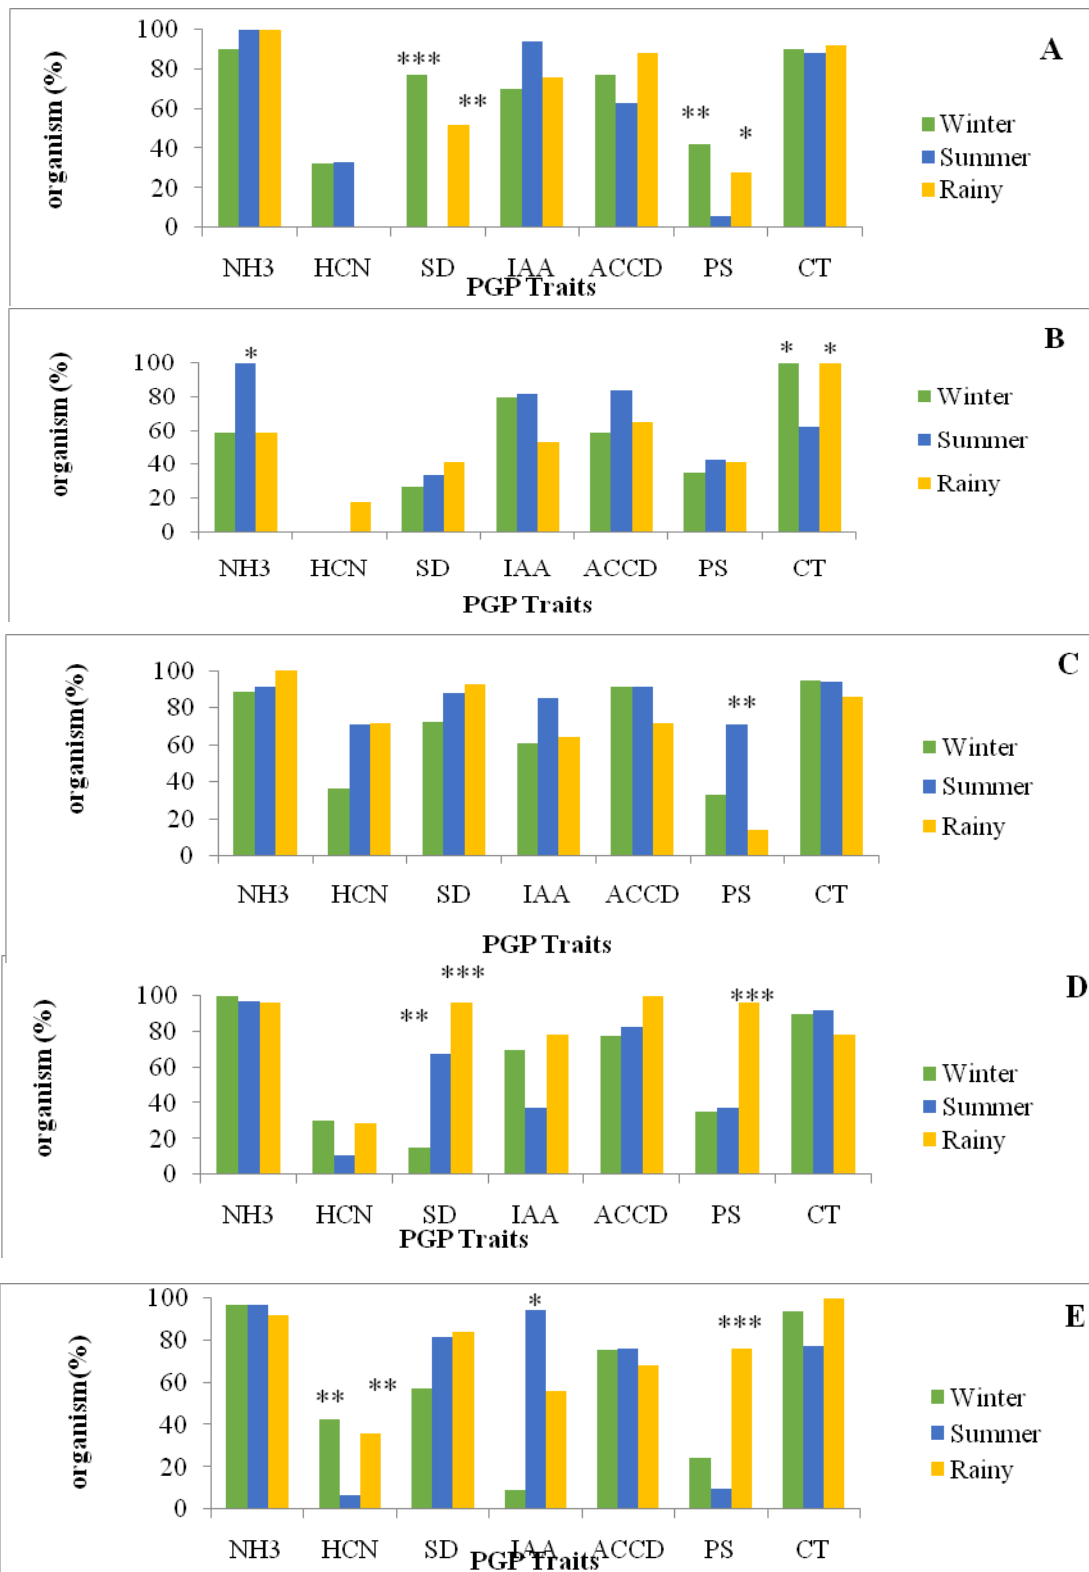 A
organism (%)
100
80
60
40
20
0
***
**
**
*
NH3 HCN SD IAA ACCD PS CT
PGP Traits
Winter
Summer
Rainy
B
organism (%)
100
80
60
40
20
0
*
*
*
NH3 HCN SD IAA ACCD PS CT
PGP Traits
Winter
Summer
Rainy
C
organism(%)
100
80
60
40
20
0
**
NH3 HCN SD IAA ACCD PS CT
PGP Traits
Winter
Summer
Rainy
D
organism (%)
100
80
60
40
20
0
**
***
***
NH3 HCN SD IAA ACCD PS CT
PGP Traits
Winter
Summer
Rainy
E
organism(%)
100
80
60
40
20
0
**
**
*
***
NH3 HCN SD IAA ACCD PS CT
PGP Traits
Winter
Summer
Rainy